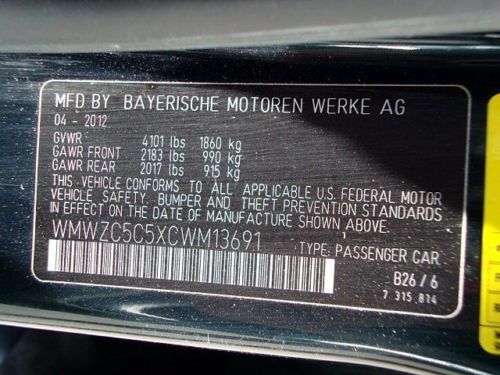 MFD BY BAYERISCHE MOTOREN WERKE AG
04 - 2012
GVWR 4101 lbs 1860 kg
GAWR FRONT 2183 lbs 990 kg
GAWR REAR 2017 lbs 915 kg
THIS VEHICLE CONFORMS TO ALL APPLICABLE U.S. FEDERAL MOTOR
VEHICLE SAFETY, BUMPER AND THEFT PREVENTION STANDARDS
IN EFFECT ON THE DATE OF MANUFACTURE SHOWN ABOVE.
WMWZC5C5XCWM13691
TYPE: PASSENGER CAR
B26/6
7 315 814